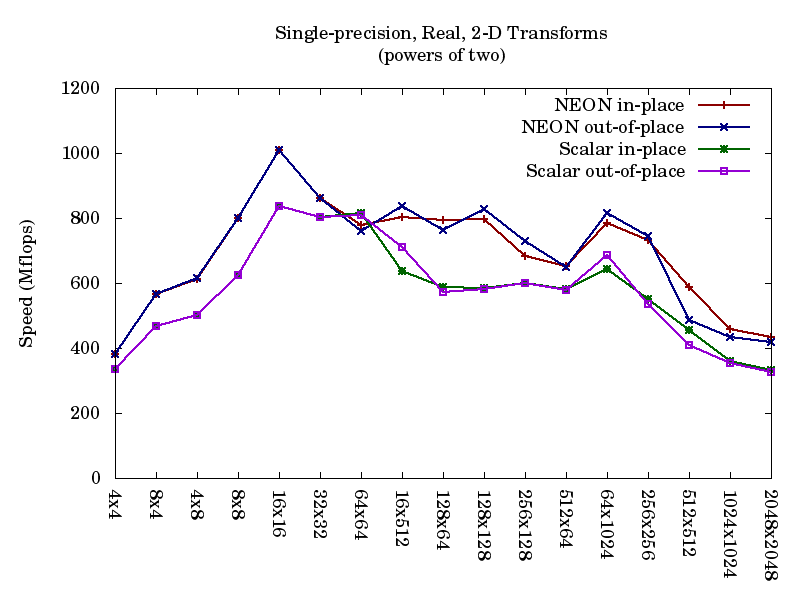 Single-precision, Real, 2-D Transforms
(powers of two)
1200
1000
800
600
400
200
0
Speed (Mflops)
NEON in-place
NEON out-of-place
Scalar in-place
Scalar out-of-place
4x4
8x4
4x8
8x8
16x16
32x32
64x64
16x512
128x64
128x128
256x128
512x64
64x1024
256x256
512x512
1024x1024
2048x2048